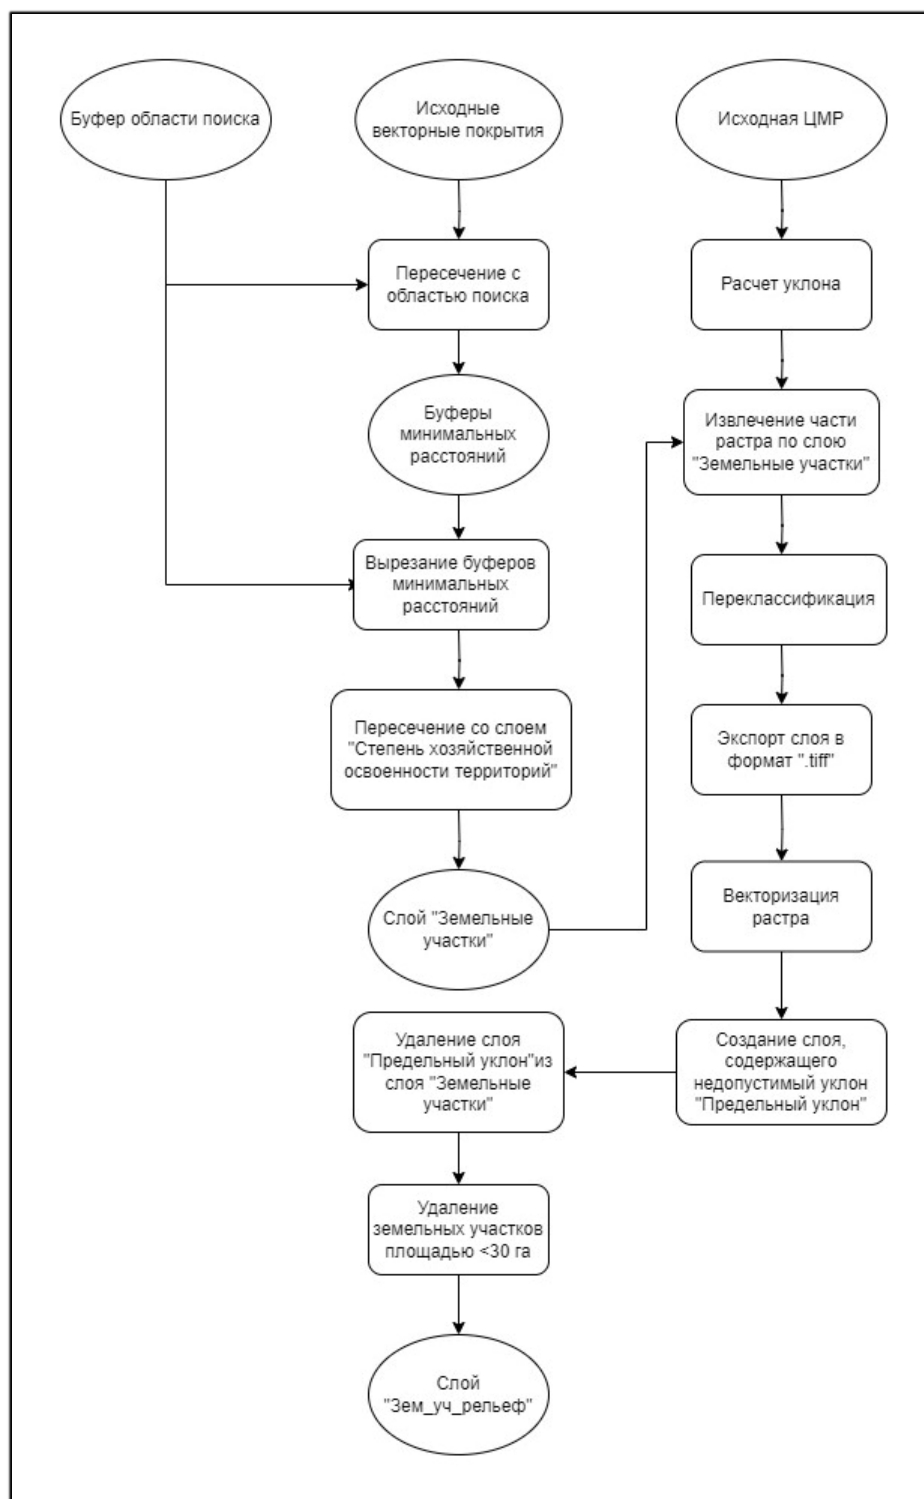 Буфер области поиска
Исходные
векторные покрытия
Исходная ЦМР
Пересечение с
областью поиска
Расчет уклона
Буферы
минимальных
расстояний
Извлечение части
растра по слою
"Земельные участки"
Вырезание буферов
минимальных
расстояний
Переклассификация
Пересечение со слоем
"Степень хозяйственной
освоенности территорий"
Экспорт слоя в
формат ".tiff"
Слой "Земельные
участки"
Векторизация
растра
Удаление слоя
"Предельный уклон"из
слоя "Земельные
участки"
Создание слоя,
содержащего
недопустимый уклон
"Предельный уклон"
Удаление
земельных участков
площадью <30 га
Слой
"Зем_уч_рельеф"